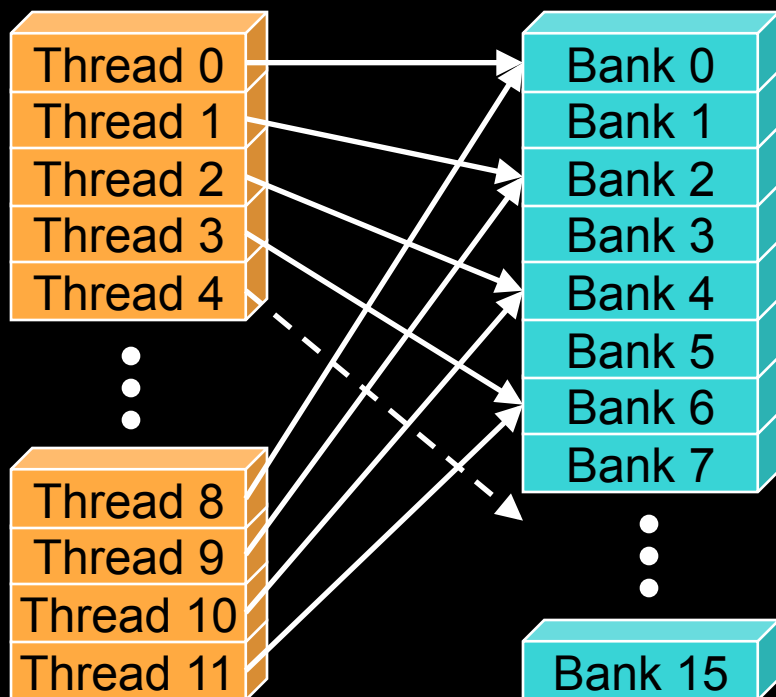 Thread 0
Thread 1
Thread 2
Thread 3
Thread 4
Thread 8
Thread 9
Thread 10
Thread 11
Bank 0
Bank 1
Bank 2
Bank 3
Bank 4
Bank 5
Bank 6
Bank 7
Bank 15